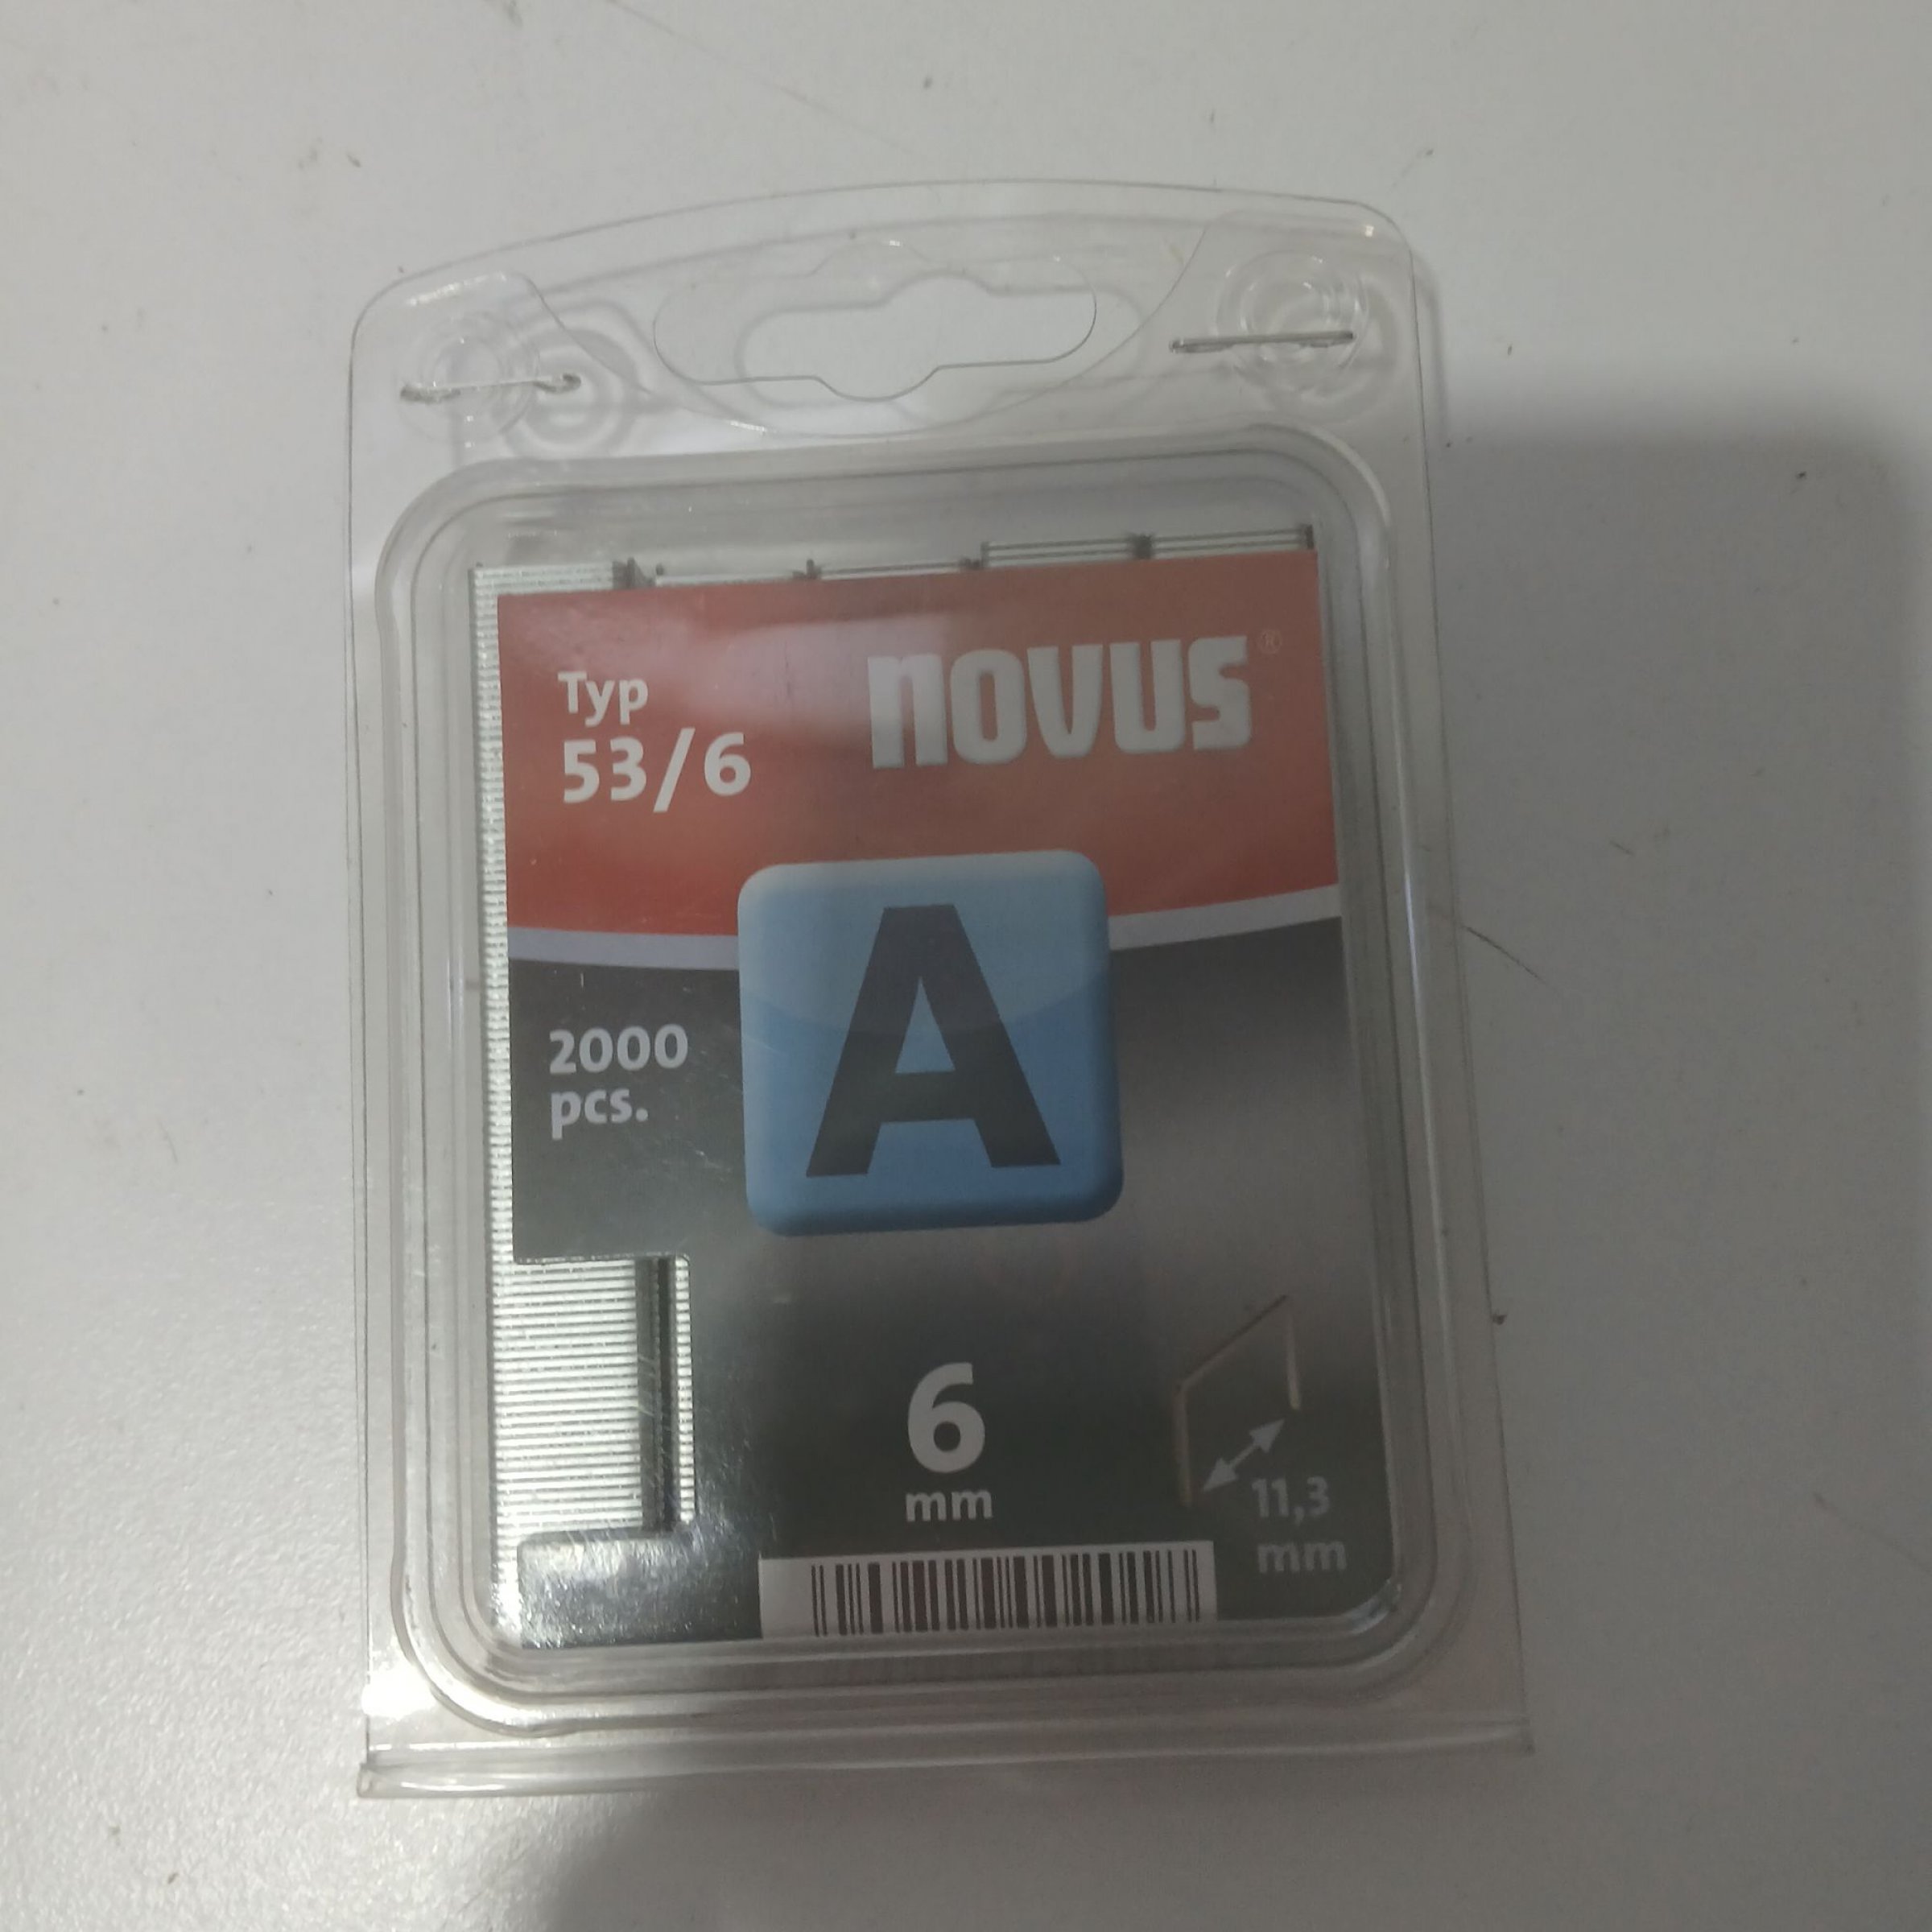 Typ
53/6
novus®
A
2000
pcs.
6
mm
11,3
mm